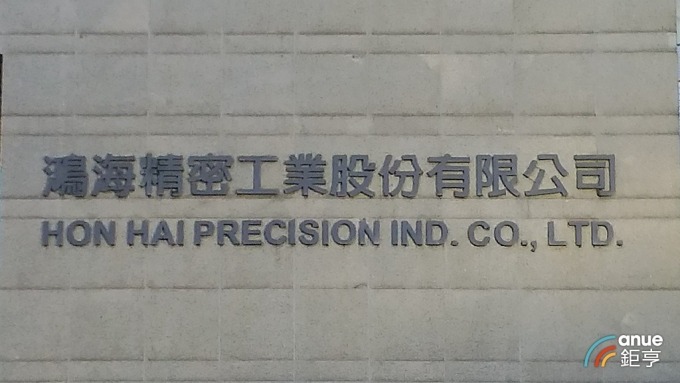 鴻海精密工業股份有限公司
HON HAI PRECISION IND. CO., LTD.
anue
鉅亨